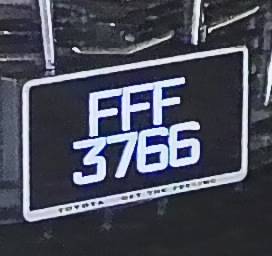 FFF
3766
TOYOTA GET THE FEELING